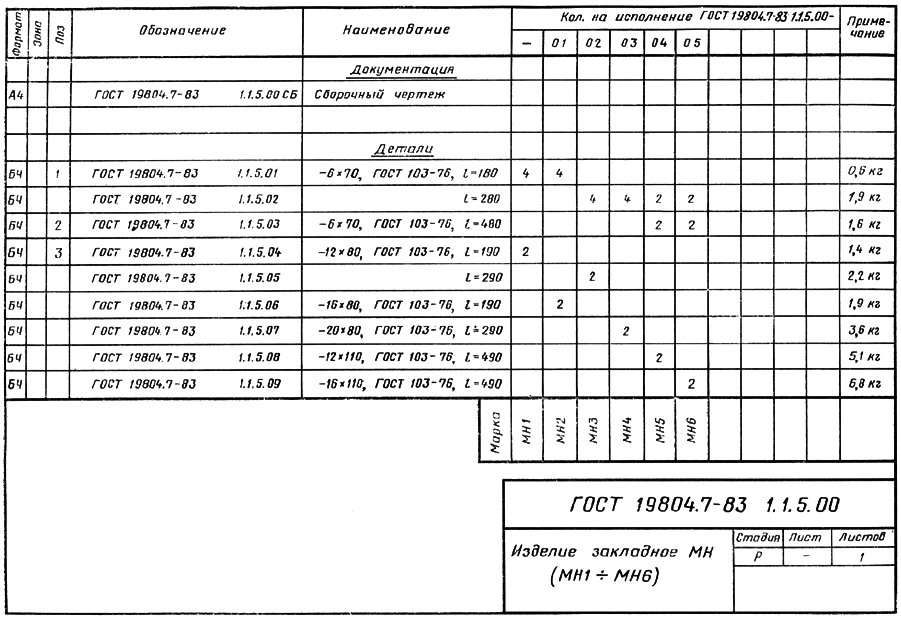 Формат Зона Поз Обозначение Наименование Кол. на исполнение ГОСТ 19804.7-83 1.1.5.00- Примечание
– 01 02 03 04 05
Документация
А4 ГОСТ 19804.7-83 1.1.5.00 СБ Сборочный чертеж
Детали
БЧ 1 ГОСТ 19804.7-83 1.1.5.01 -6×70, ГОСТ 103-76, l=180 4 4 0,6 кг
БЧ ГОСТ 19804.7-83 1.1.5.02 l=280 4 4 2 2 1,9 кг
БЧ 2 ГОСТ 19804.7-83 1.1.5.03 -6×70, ГОСТ 103-76, l=480 2 2 1,6 кг
БЧ 3 ГОСТ 19804.7-83 1.1.5.04 -12×80, ГОСТ 103-76, l=190 2 1,4 кг
БЧ ГОСТ 19804.7-83 1.1.5.05 l=290 2 2,2 кг
БЧ ГОСТ 19804.7-83 1.1.5.06 -16×80, ГОСТ 103-76, l=190 2 1,9 кг
БЧ ГОСТ 19804.7-83 1.1.5.07 -20×80, ГОСТ 103-76, l=290 2 3,6 кг
БЧ ГОСТ 19804.7-83 1.1.5.08 -12×110, ГОСТ 103-76, l=490 2 5,1 кг
БЧ ГОСТ 19804.7-83 1.1.5.09 -16×110, ГОСТ 103-76, l=490 2 6,8 кг
Марка МН1 МН2 МН3 МН4 МН5 МН6
ГОСТ 19804.7-83 1.1.5.00
Изделие закладное МН
(МН1 ÷ МН6)
Стадия Лист Листов
Р – 1